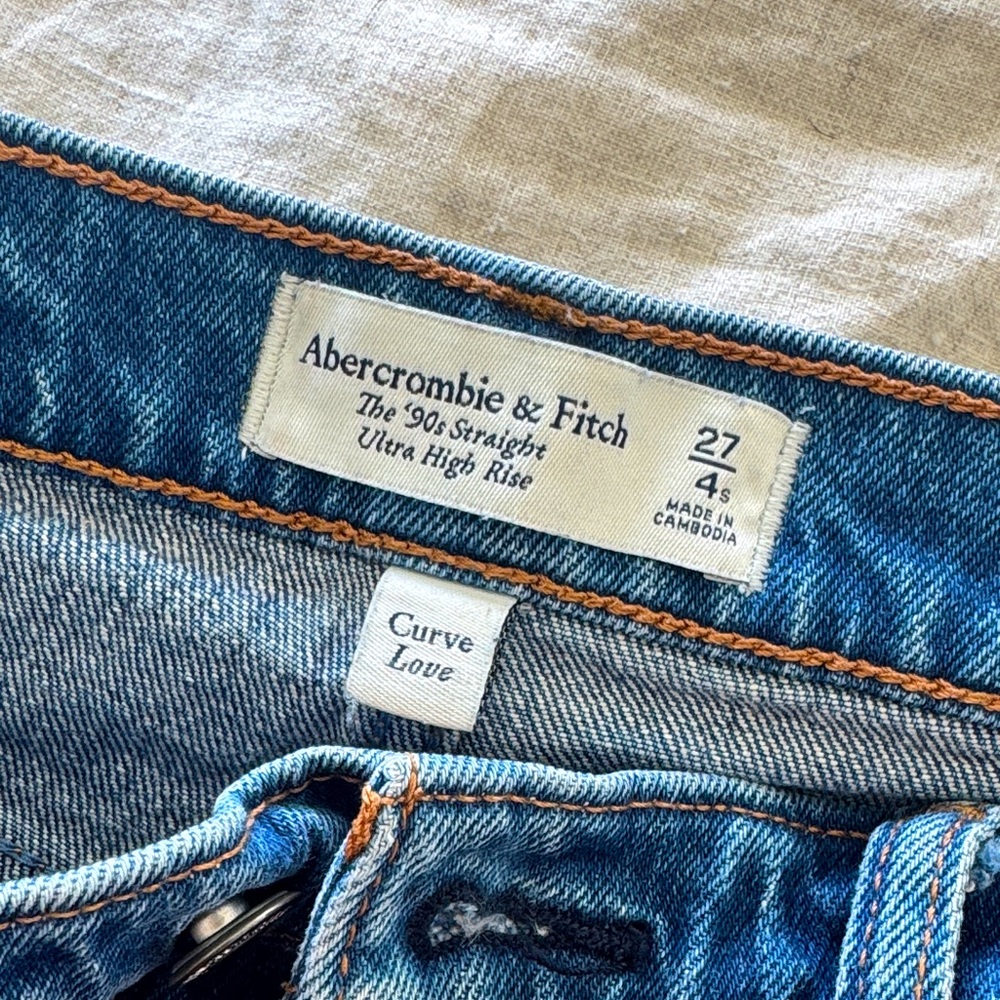 Abercrombie & Fitch
The ‘90s Straight
Ultra High Rise
27
4s
MADE IN
CAMBODIA
Curve
Love